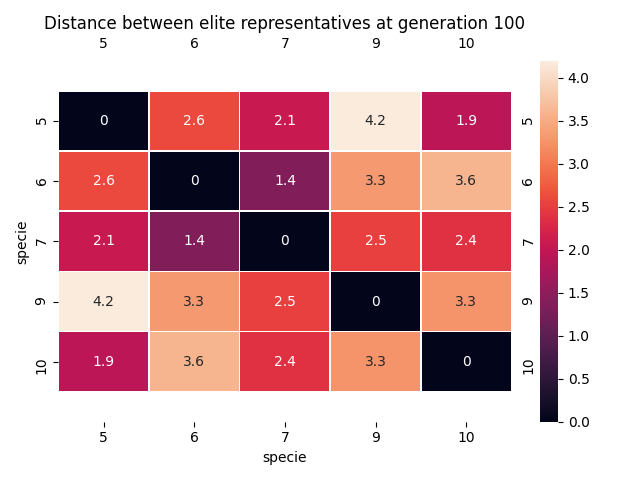 Distance between elite representatives at generation 100
5 6 7 9 10
5 0 2.6 2.1 4.2 1.9 5
6 2.6 0 1.4 3.3 3.6 6
7 2.1 1.4 0 2.5 2.4 7
9 4.2 3.3 2.5 0 3.3 9
10 1.9 3.6 2.4 3.3 0 10
specie
5 6 7 9 10
specie
4.0
3.5
3.0
2.5
2.0
1.5
1.0
0.5
0.0